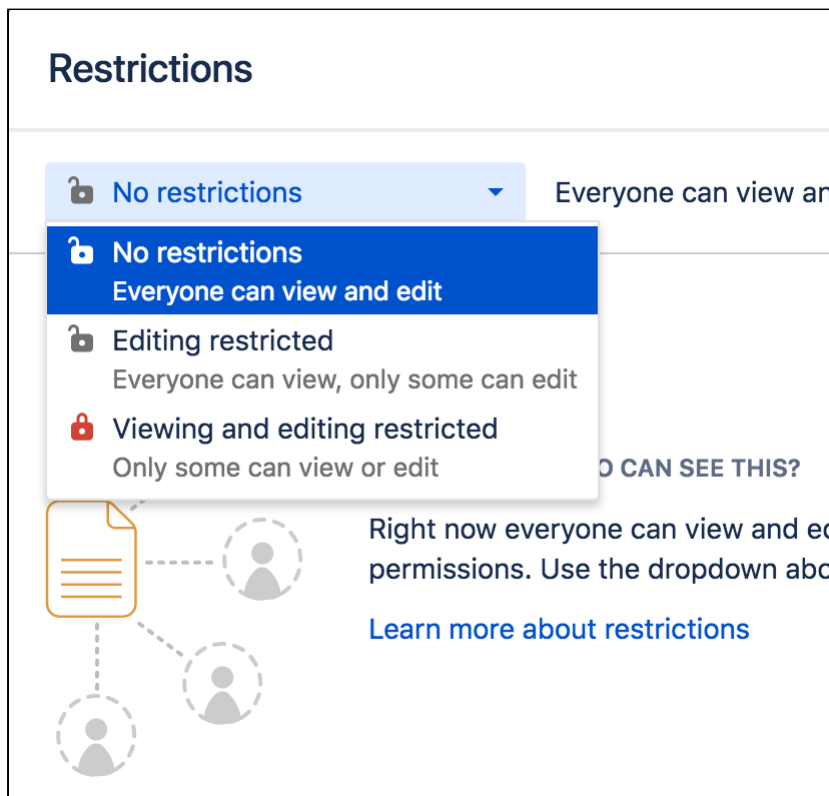 Restrictions
No restrictions
Everyone can view an
No restrictions
Everyone can view and edit
Editing restricted
Everyone can view, only some can edit
Viewing and editing restricted
Only some can view or edit
O CAN SEE THIS?
Right now everyone can view and ed
permissions. Use the dropdown abo
Learn more about restrictions